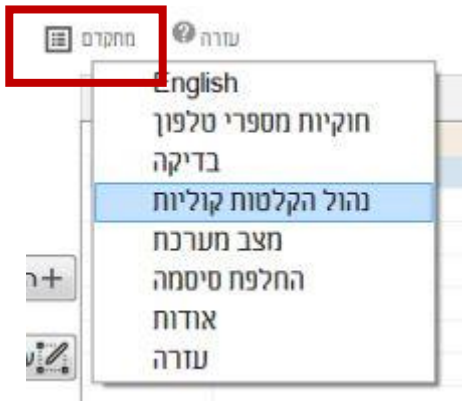 עזרה מתקדם
English
חוקיות מספרי טלפון
בדיקה
נהול הקלטות קוליות
מצב מערכת
החלפת סיסמה
אודות
עזרה